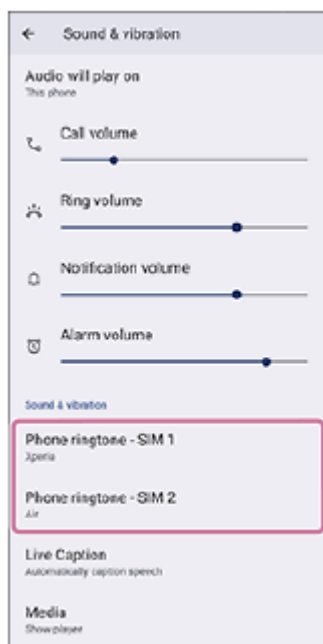 Sound & vibration
Audio will play on
This phone
Call volume
Ring volume
Notification volume
Alarm volume
Sound & vibration
Phone ringtone - SIM 1
Xperia
Phone ringtone - SIM 2
Air
Live Caption
Automatically caption speech
Media
Show player